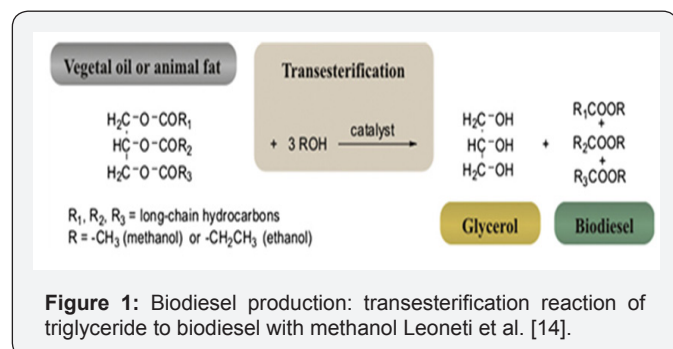 Vegetal oil or animal fat
Transesterification
H₂C-O-COR₁
HC-O-COR₂
H₂C-O-COR₃
+ 3 ROH
catalyst
H₂C-OH
HC-OH
H₂C-OH
+
R₁COOR
+
R₂COOR
+
R₃COOR
R₁, R₂, R₃ = long-chain hydrocarbons
R = -CH₃ (methanol) or -CH₂CH₃ (ethanol)
Glycerol
Biodiesel
Figure 1: Biodiesel production: transesterification reaction of
triglyceride to biodiesel with methanol Leoneti et al. [14].